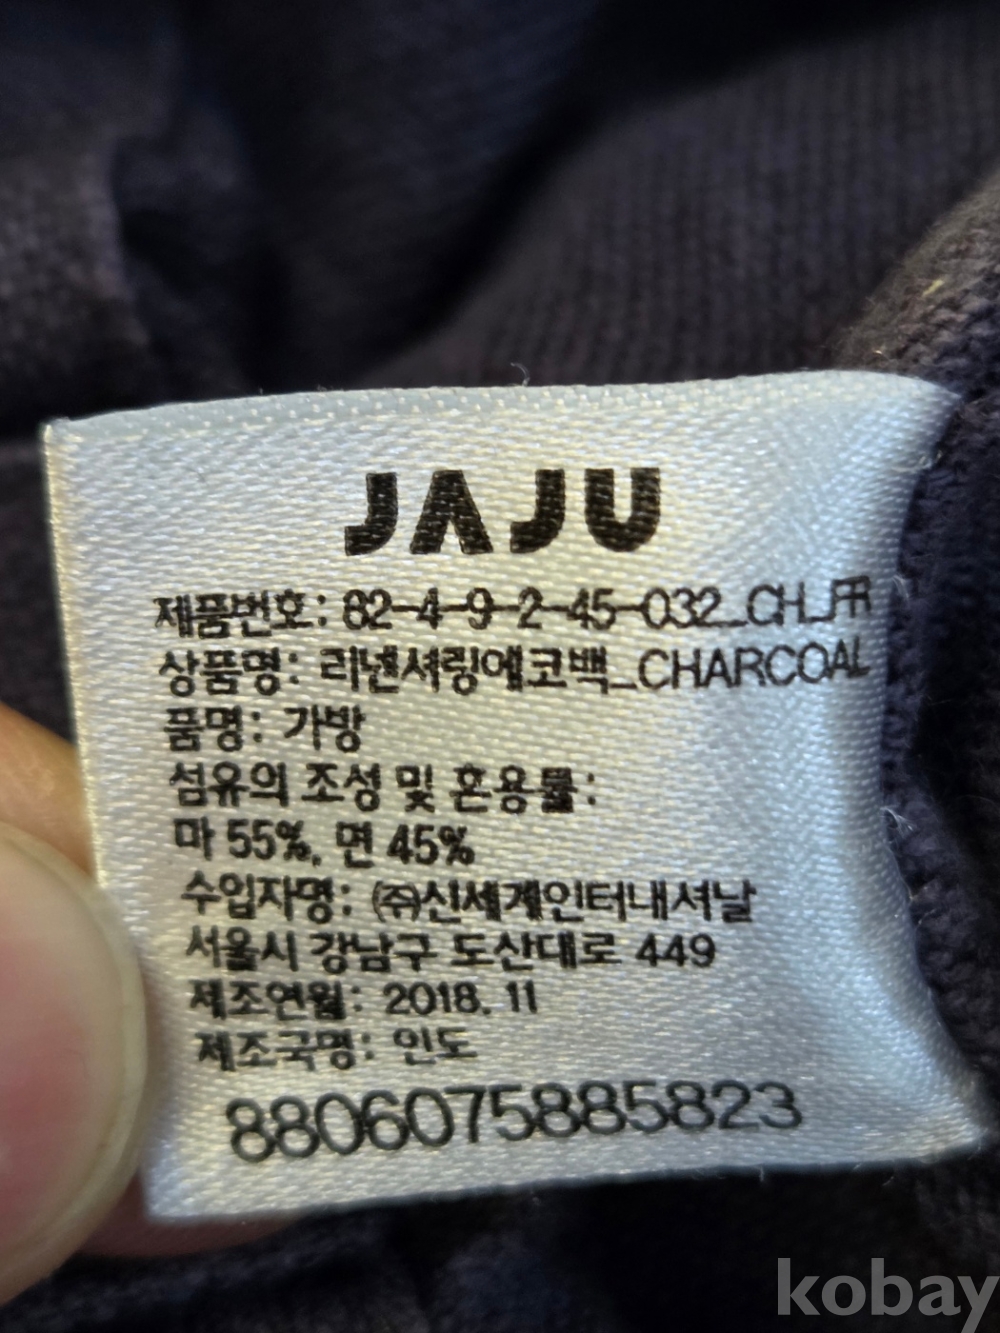 JAJU
제품번호: 82-4-9-2-45-032_CH_FR
상품명: 리넨셔링에코백_CHARCOAL
품명: 가방
섬유의 조성 및 혼용률:
마 55%, 면 45%
수입자명: ㈜신세계인터내셔날
서울시 강남구 도산대로 449
제조연월: 2018. 11
제조국명: 인도
8806075885823
kobay